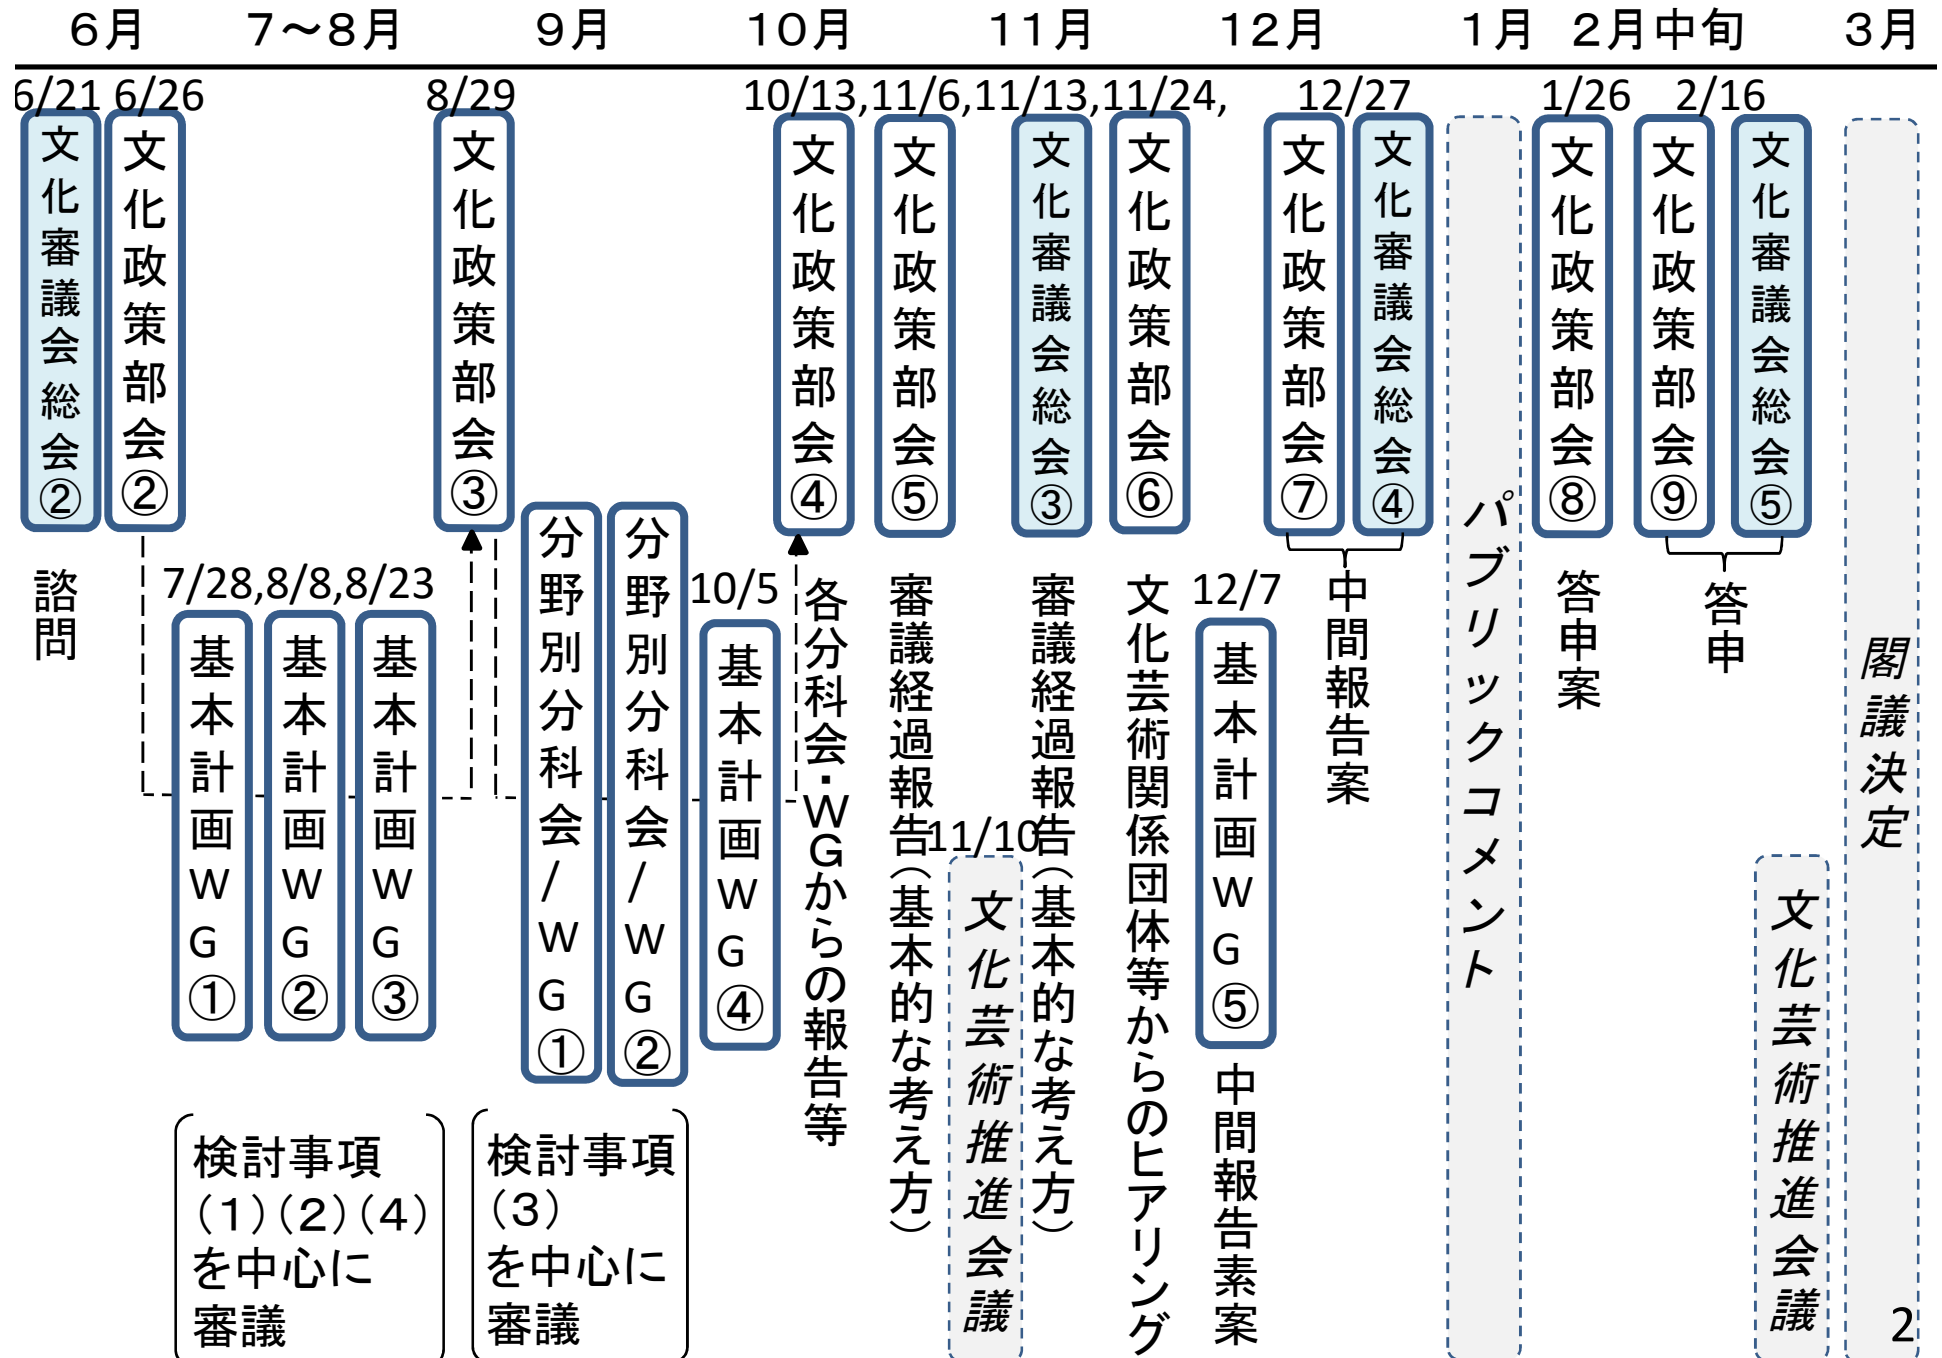 6月
7～8月
9月
10月
11月
12月
1月
2月中旬
3月
6/21
6/26
8/29
10/13,11/6,11/13,11/24,
12/27
1/26
2/16
文化審議会総会②
文化政策部会②
文化政策部会③
文化政策部会④
文化政策部会⑤
文化審議会総会③
文化政策部会⑥
文化政策部会⑦
文化審議会総会④
パブリックコメント
文化政策部会⑧
文化政策部会⑨
文化審議会総会⑤
閣議決定
諮問
7/28,8/8,8/23
基本計画WG①
基本計画WG②
基本計画WG③
分野別分科会/WG①
分野別分科会/WG②
10/5
基本計画WG④
各分科会・WGからの報告等
審議経過報告(基本的な考え方)
11/10
文化芸術推進会議
審議経過報告(基本的な考え方)
文化芸術関係団体等からのヒアリング
12/7
基本計画WG⑤
中間報告素案
中間報告案
答申案
答申
文化芸術推進会議
検討事項
(1)(2)(4)
を中心に
審議
検討事項
(3)
を中心に
審議
2